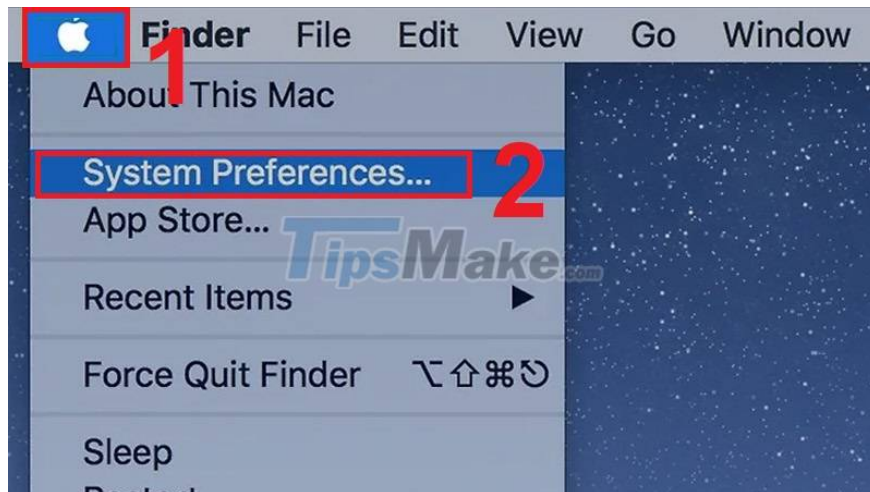 Finder File Edit View Go Window
1
About This Mac
System Preferences...
2
App Store...
TipsMake.com
Recent Items ▶
Force Quit Finder ⌥⇧⌘⎋
Sleep